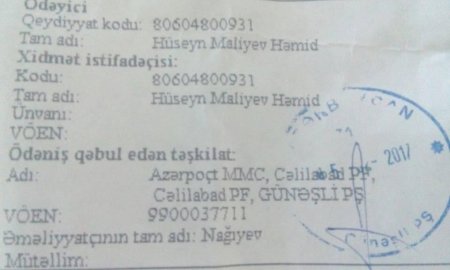 Ödəyici
Qeydiyyat kodu: 80604800931
Tam adı: Hüseyn Maliyev Həmid
Xidmət istifadəçisi:
Kodu: 80604800931
Tam adı: Hüseyn Maliyev Həmid
Ünvanı:
VÖEN:
Ödəniş qəbul edən təşkilat:
Adı: Azərpoçt MMC, Cəlilabad PF,
Cəlilabad PF, GÜNƏŞLİ PŞ
VÖEN: 9900037711
Əməliyyatçının tam adı: Nağıyev
Mütəllim:
2017